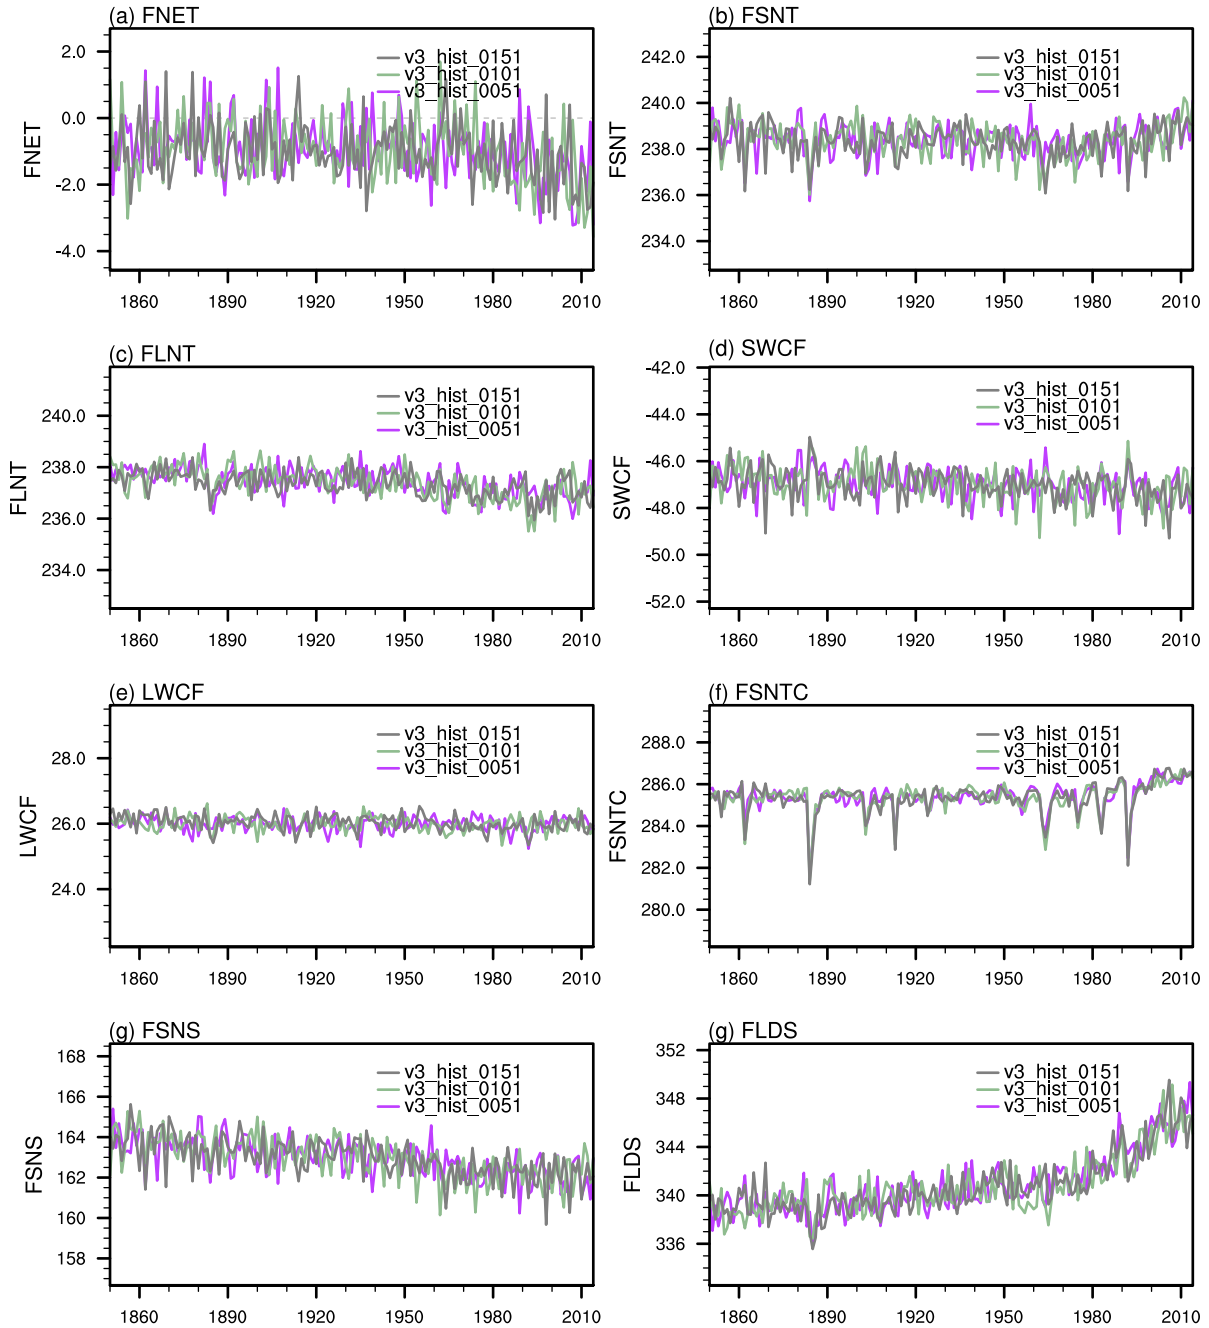 (a) FNET
FNET
2.0
0.0
-2.0
-4.0
v3_hist_0151
v3_hist_0101
v3_hist_0051
1860 1890 1920 1950 1980 2010
(b) FSNT
FSNT
242.0
240.0
238.0
236.0
234.0
v3_hist_0151
v3_hist_0101
v3_hist_0051
1860 1890 1920 1950 1980 2010
(c) FLNT
FLNT
240.0
238.0
236.0
234.0
v3_hist_0151
v3_hist_0101
v3_hist_0051
1860 1890 1920 1950 1980 2010
(d) SWCF
SWCF
-42.0
-44.0
-46.0
-48.0
-50.0
-52.0
v3_hist_0151
v3_hist_0101
v3_hist_0051
1860 1890 1920 1950 1980 2010
(e) LWCF
LWCF
28.0
26.0
24.0
v3_hist_0151
v3_hist_0101
v3_hist_0051
1860 1890 1920 1950 1980 2010
(f) FSNTC
FSNTC
288.0
286.0
284.0
282.0
280.0
v3_hist_0151
v3_hist_0101
v3_hist_0051
1860 1890 1920 1950 1980 2010
(g) FSNS
FSNS
168
166
164
162
160
158
v3_hist_0151
v3_hist_0101
v3_hist_0051
1860 1890 1920 1950 1980 2010
(g) FLDS
FLDS
352
348
344
340
336
v3_hist_0151
v3_hist_0101
v3_hist_0051
1860 1890 1920 1950 1980 2010